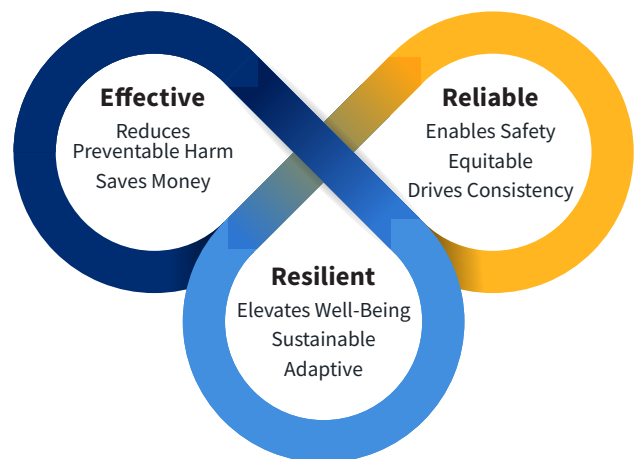 Effective
Reduces
Preventable Harm
Saves Money
Reliable
Enables Safety
Equitable
Drives Consistency
Resilient
Elevates Well-Being
Sustainable
Adaptive